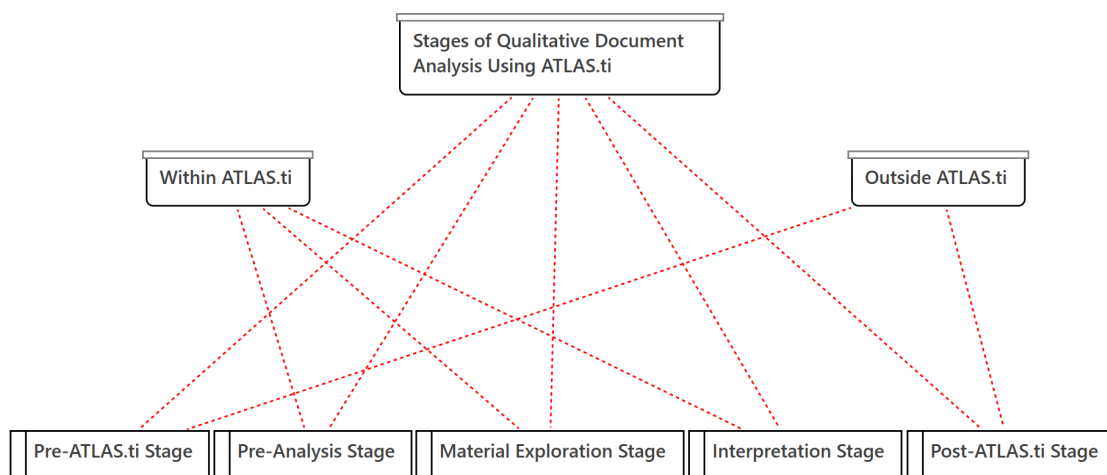 Stages of Qualitative Document
Analysis Using ATLAS.ti
Within ATLAS.ti
Outside ATLAS.ti
Pre-ATLAS.ti Stage
Pre-Analysis Stage
Material Exploration Stage
Interpretation Stage
Post-ATLAS.ti Stage